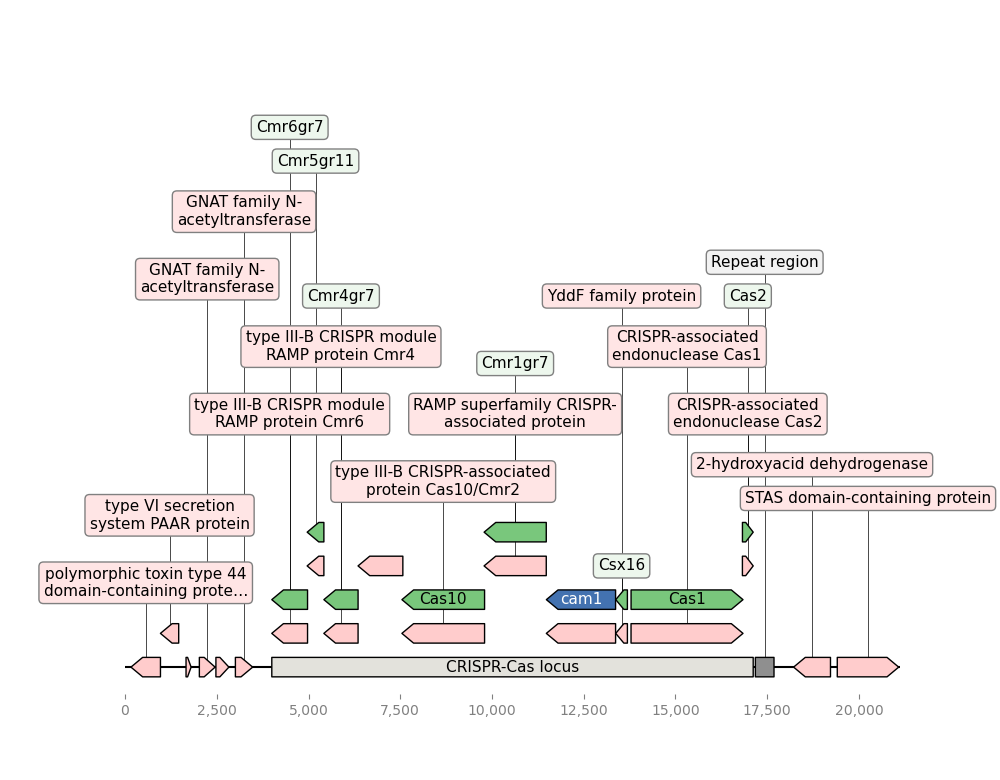 Cmr6gr7
Cmr5gr11
GNAT family N-
acetyltransferase
Repeat region
GNAT family N-
acetyltransferase
Cmr4gr7
YddF family protein
Cas2
type III-B CRISPR module
RAMP protein Cmr4
CRISPR-associated
endonuclease Cas1
Cmr1gr7
type III-B CRISPR module
RAMP protein Cmr6
RAMP superfamily CRISPR-
associated protein
CRISPR-associated
endonuclease Cas2
2-hydroxyacid dehydrogenase
type III-B CRISPR-associated
protein Cas10/Cmr2
STAS domain-containing protein
type VI secretion
system PAAR protein
Csx16
polymorphic toxin type 44
domain-containing prote...
Cas10
cam1
Cas1
CRISPR-Cas locus
0 2,500 5,000 7,500 10,000 12,500 15,000 17,500 20,000